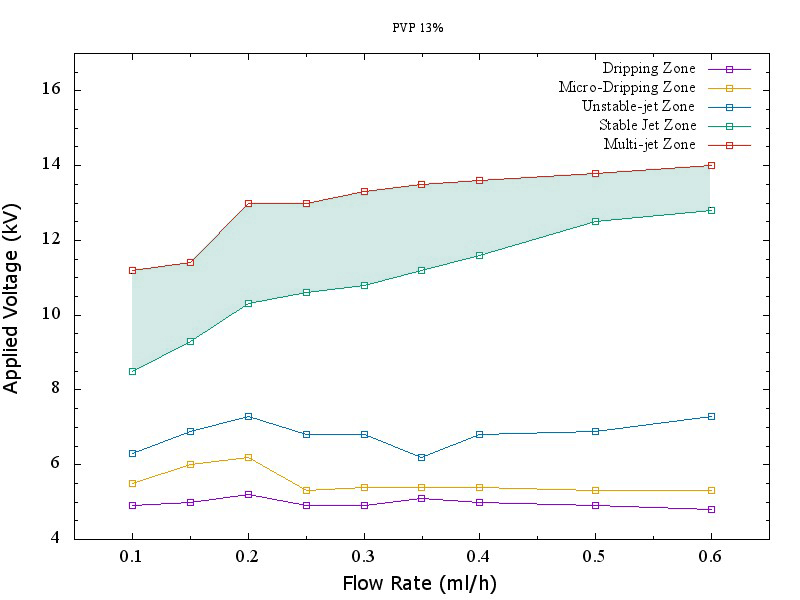 PVP 13%
Dripping Zone
Micro-Dripping Zone
Unstable-jet Zone
Stable Jet Zone
Multi-jet Zone
16
14
12
10
8
6
4
Applied Voltage (kV)
0.1 0.2 0.3 0.4 0.5 0.6
Flow Rate (ml/h)